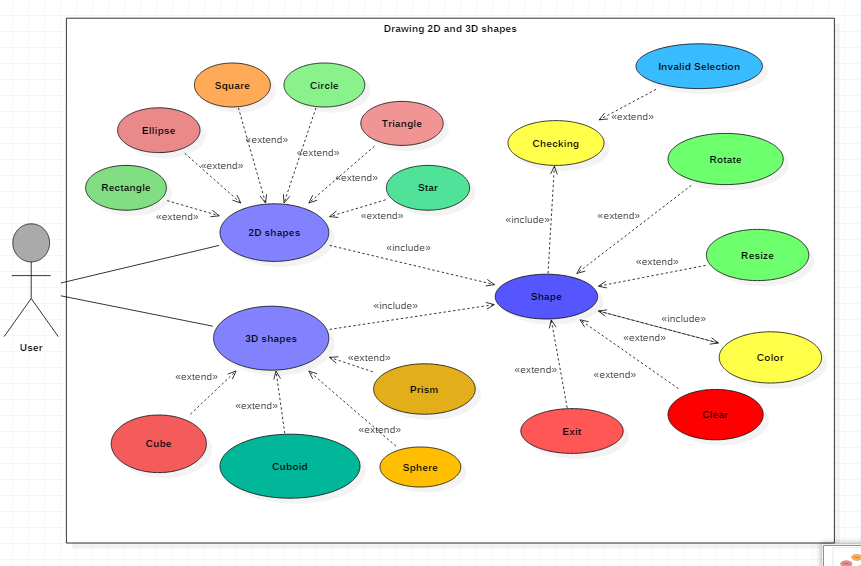 Drawing 2D and 3D shapes
Invalid Selection
Square
Circle
«extend»
Triangle
Ellipse
Checking
«extend»
«extend»
Rotate
«extend»
«extend»
Rectangle
Star
«extend»
«extend»
«include»
«extend»
2D shapes
«include»
Resize
«extend»
Shape
«include»
«include»
User
3D shapes
«extend»
Color
«extend»
«extend»
«extend»
«extend»
Prism
«extend»
Clear
«extend»
Exit
Cube
Cuboid
Sphere